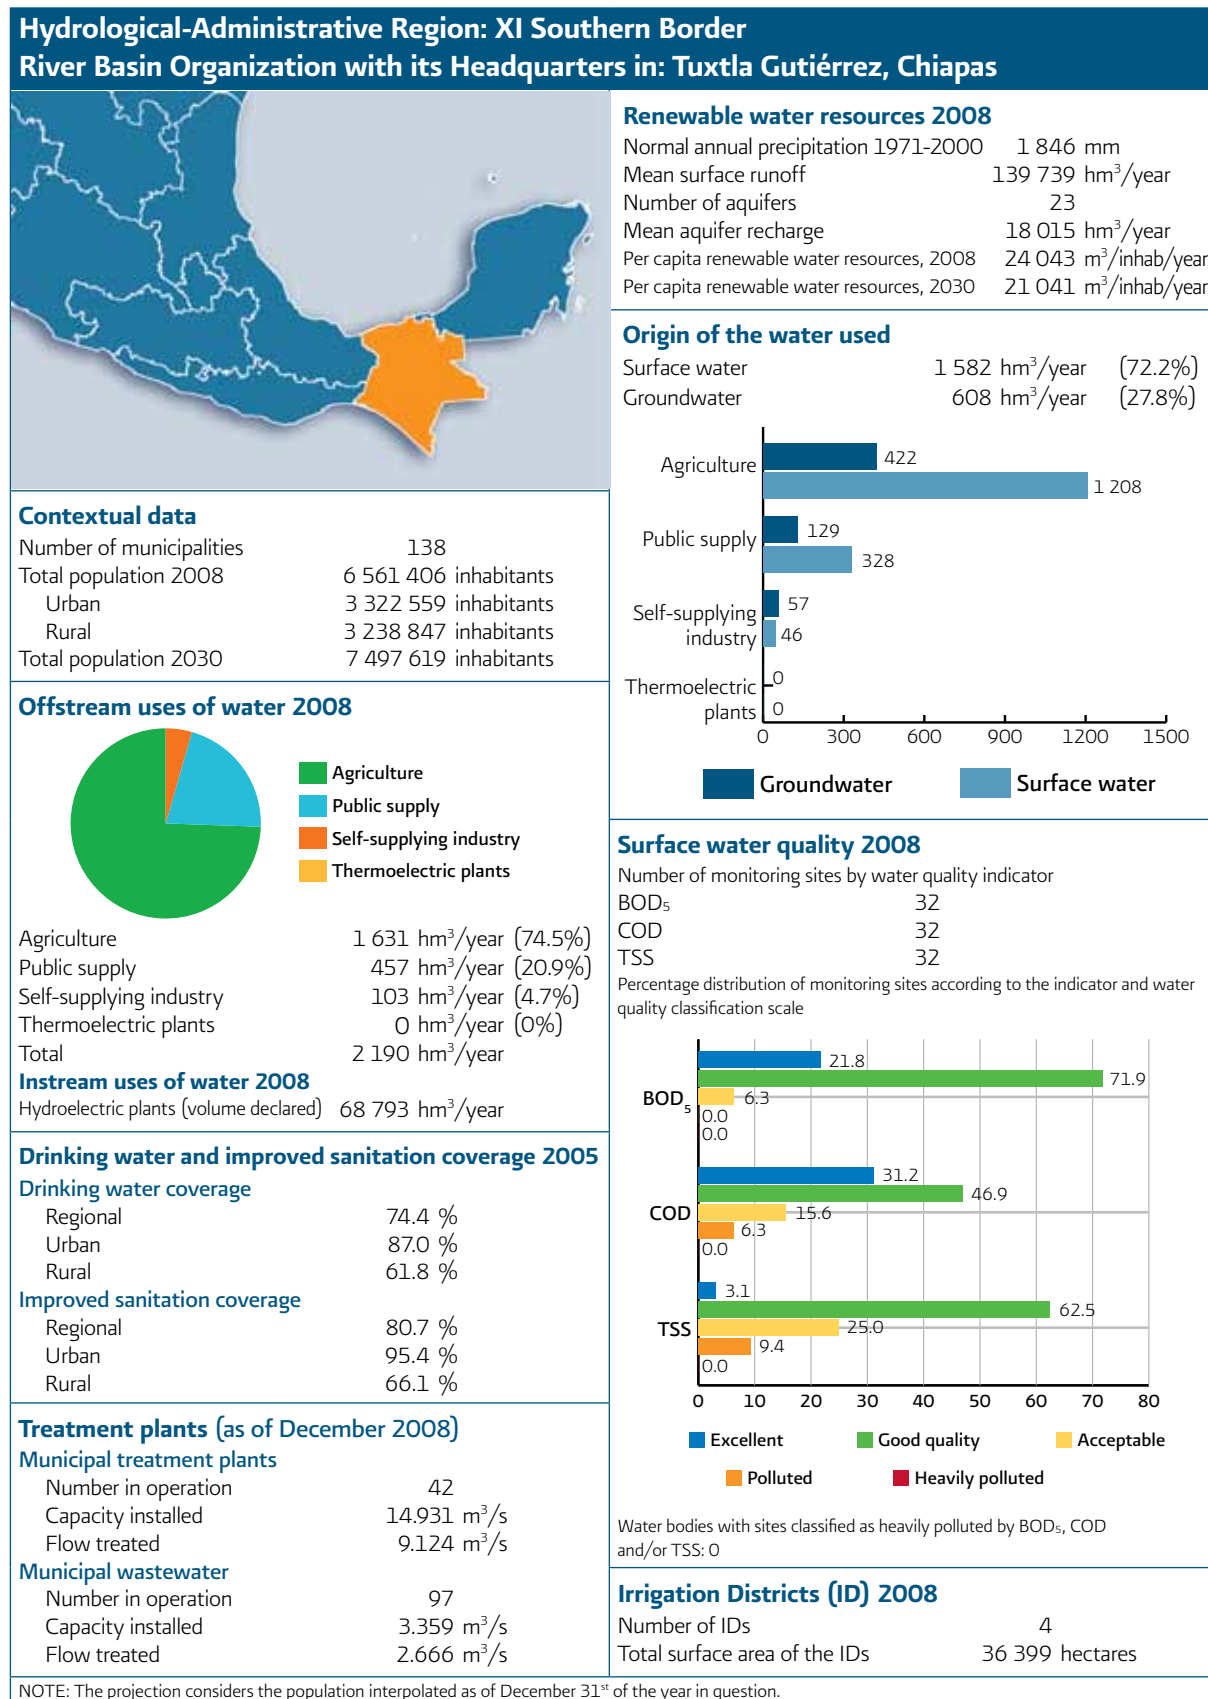 Hydrological-Administrative Region: XI Southern Border
River Basin Organization with its Headquarters in: Tuxtla Gutiérrez, Chiapas
Contextual data
Number of municipalities 138
Total population 2008 6 561 406 inhabitants
Urban 3 322 559 inhabitants
Rural 3 238 847 inhabitants
Total population 2030 7 497 619 inhabitants
Offstream uses of water 2008
Agriculture
Public supply
Self-supplying industry
Thermoelectric plants
Agriculture 1 631 hm³/year (74.5%)
Public supply 457 hm³/year (20.9%)
Self-supplying industry 103 hm³/year (4.7%)
Thermoelectric plants 0 hm³/year (0%)
Total 2 190 hm³/year
Instream uses of water 2008
Hydroelectric plants (volume declared) 68 793 hm³/year
Drinking water and improved sanitation coverage 2005
Drinking water coverage
Regional 74.4 %
Urban 87.0 %
Rural 61.8 %
Improved sanitation coverage
Regional 80.7 %
Urban 95.4 %
Rural 66.1 %
Treatment plants (as of December 2008)
Municipal treatment plants
Number in operation 42
Capacity installed 14.931 m³/s
Flow treated 9.124 m³/s
Municipal wastewater
Number in operation 97
Capacity installed 3.359 m³/s
Flow treated 2.666 m³/s
Renewable water resources 2008
Normal annual precipitation 1971-2000 1 846 mm
Mean surface runoff 139 739 hm³/year
Number of aquifers 23
Mean aquifer recharge 18 015 hm³/year
Per capita renewable water resources, 2008 24 043 m³/inhab/year
Per capita renewable water resources, 2030 21 041 m³/inhab/year
Origin of the water used
Surface water 1 582 hm³/year (72.2%)
Groundwater 608 hm³/year (27.8%)
Agriculture 422
1 208
Public supply 129
328
Self-supplying 57
industry 46
Thermoelectric 0
plants 0
0 300 600 900 1200 1500
Groundwater Surface water
Surface water quality 2008
Number of monitoring sites by water quality indicator
BOD₅ 32
COD 32
TSS 32
Percentage distribution of monitoring sites according to the indicator and water
quality classification scale
21.8
71.9
BOD₅ 6.3
0.0
0.0
31.2
46.9
COD 15.6
6.3
0.0
3.1
62.5
TSS 25.0
9.4
0.0
0 10 20 30 40 50 60 70 80
Excellent Good quality Acceptable
Polluted Heavily polluted
Water bodies with sites classified as heavily polluted by BOD₅, COD
and/or TSS: 0
Irrigation Districts (ID) 2008
Number of IDs 4
Total surface area of the IDs 36 399 hectares
NOTE: The projection considers the population interpolated as of December 31ˢᵗ of the year in question.